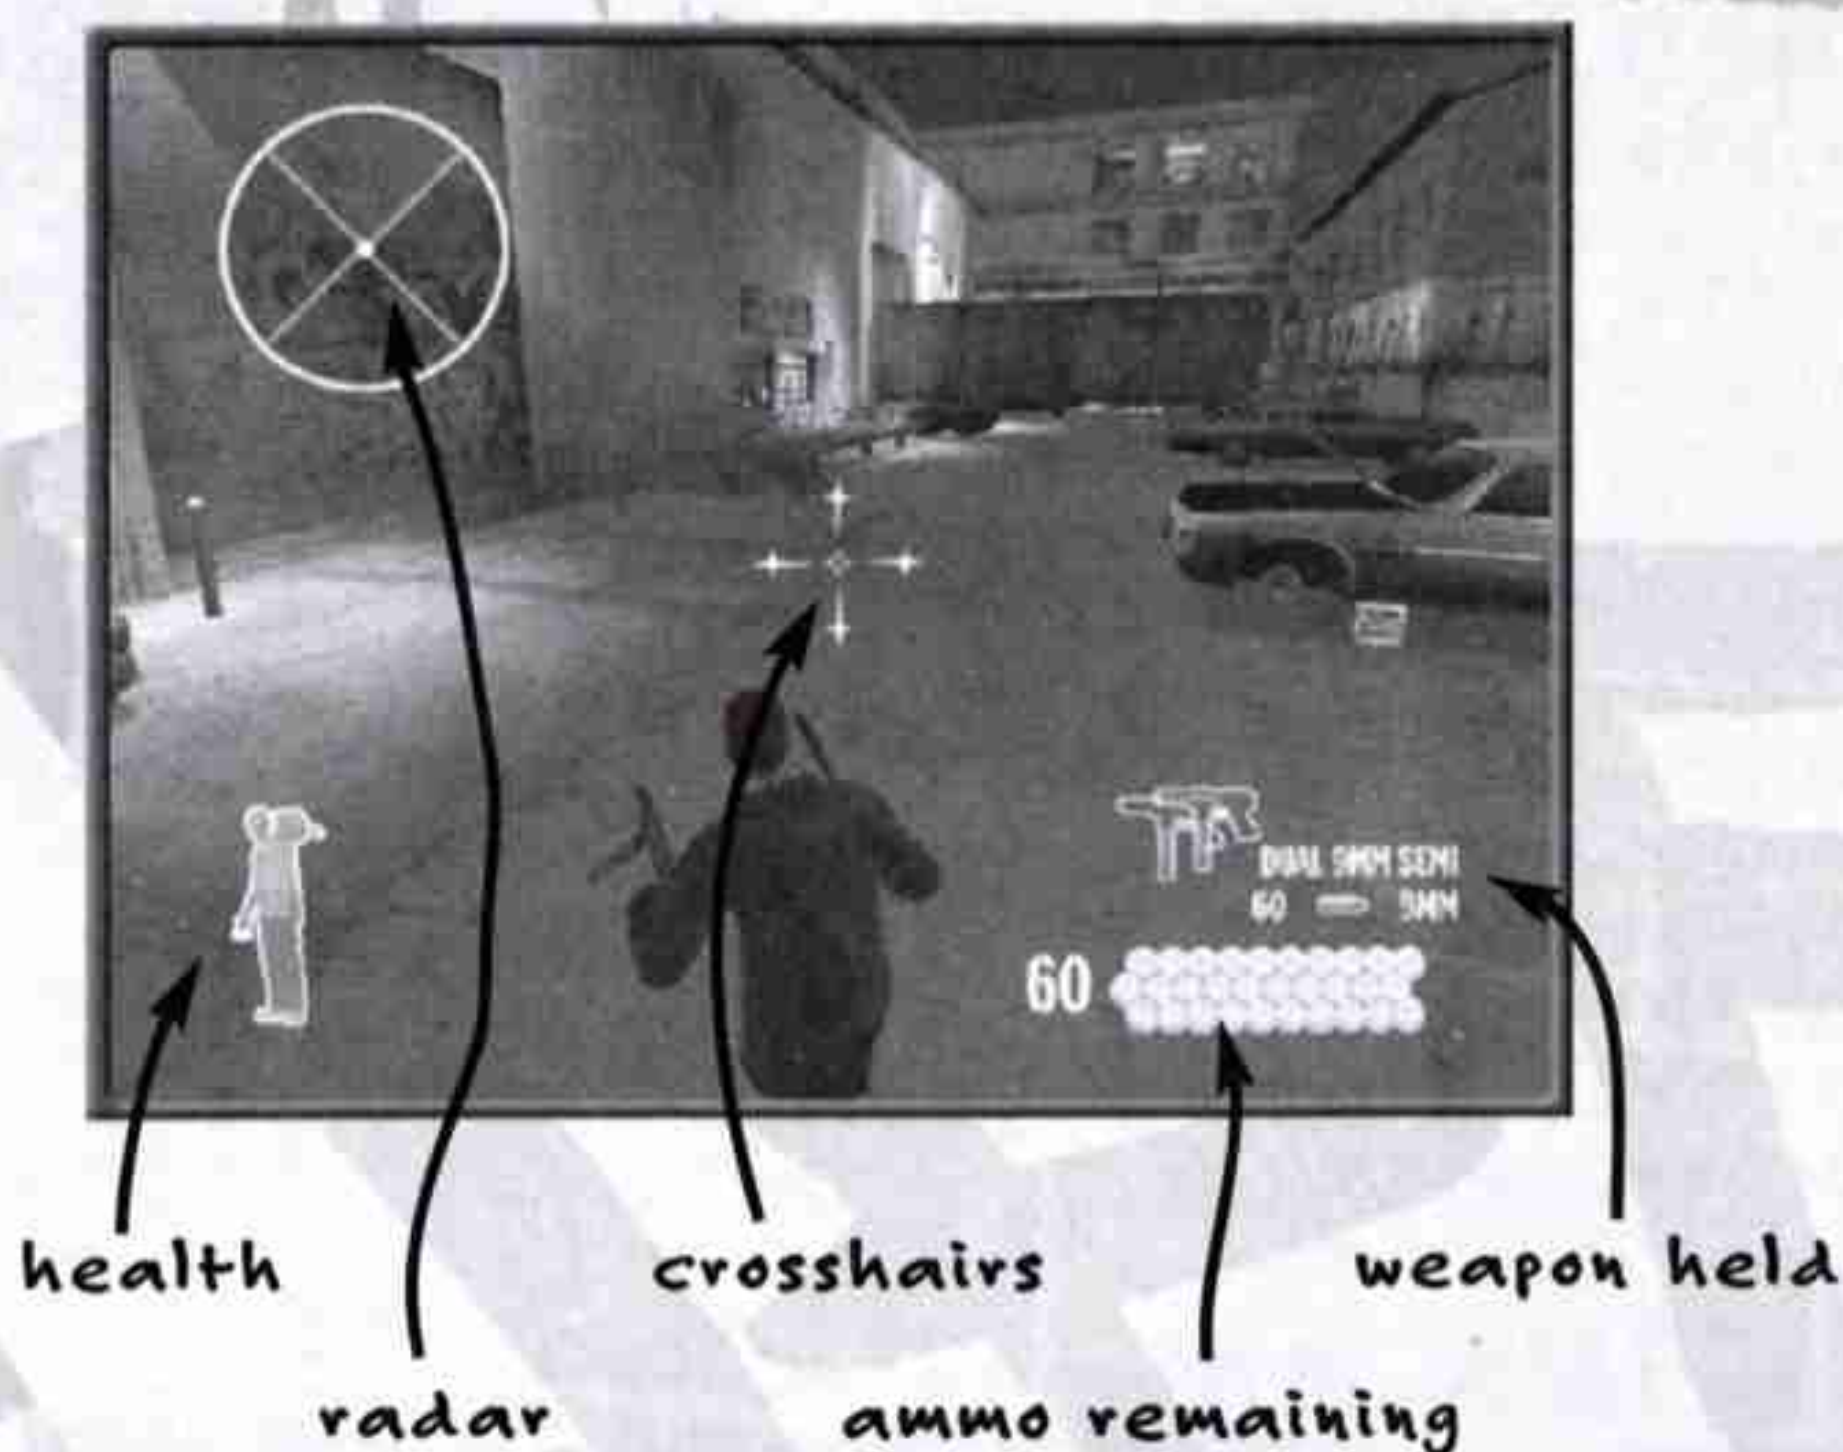 DUAL 9MM SEMI
60 9MM
60
health
crosshairs
weapon held
radar
ammo remaining